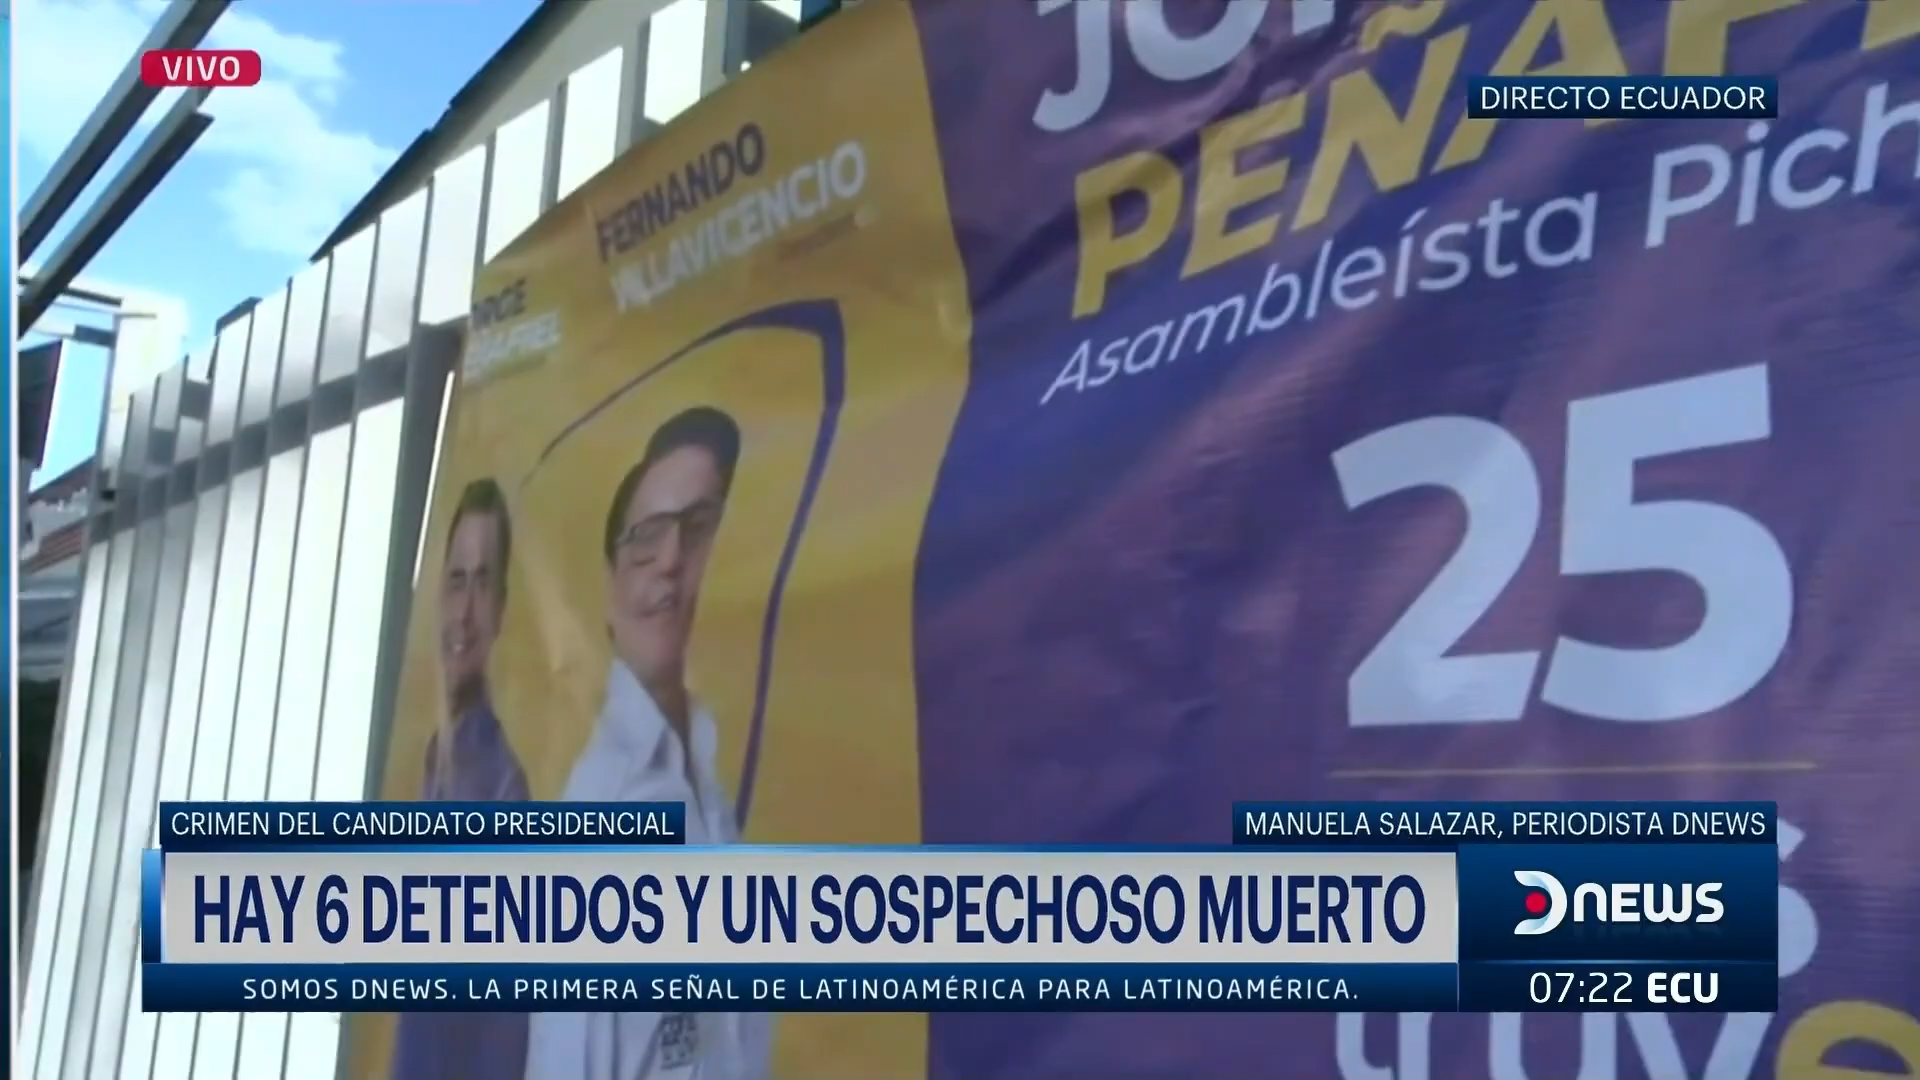 VIVO
DIRECTO ECUADOR
PEÑAF
Asambleísta Pich
FERNANDO
VILLAVICENCIO
25
CRIMEN DEL CANDIDATO PRESIDENCIAL
MANUELA SALAZAR, PERIODISTA DNEWS
HAY 6 DETENIDOS Y UN SOSPECHOSO MUERTO
DNEWS
SOMOS DNEWS. LA PRIMERA SEÑAL DE LATINOAMÉRICA PARA LATINOAMÉRICA.
07:22 ECU